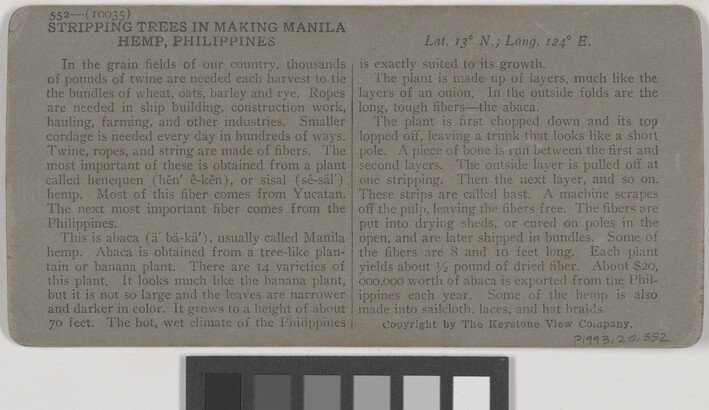 552—(10035)
STRIPPING TREES IN MAKING MANILA
HEMP, PHILIPPINES
In the grain fields of our country, thousands
of pounds of twine are needed each harvest to tie
the bundles of wheat, oats, barley and rye. Ropes
are needed in ship building, construction work,
hauling, farming, and other industries. Smaller
cordage is needed every day in hundreds of ways.
Twine, ropes, and string are made of fibers. The
most important of these is obtained from a plant
called henequen (hĕn′ ē-kĕn), or sisal (sē-säl′)
hemp. Most of this fiber comes from Yucatan.
The next most important fiber comes from the
Philippines.
This is abaca (ä′ bä-kä′), usually called Manila
hemp. Abaca is obtained from a tree-like plan-
tain or banana plant. There are 14 varieties of
this plant. It looks much like the banana plant,
but it is not so large and the leaves are narrower
and darker in color. It grows to a height of about
70 feet. The hot, wet climate of the Philippines
Lat. 13° N.; Long. 124° E.
is exactly suited to its growth.
The plant is made up of layers, much like the
layers of an onion. In the outside folds are the
long, tough fibers—the abaca.
The plant is first chopped down and its top
lopped off, leaving a trunk that looks like a short
pole. A piece of bone is run between the first and
second layers. The outside layer is pulled off at
one stripping. Then the next layer, and so on.
These strips are called bast. A machine scrapes
off the pulp, leaving the fibers free. The fibers are
put into drying sheds, or cured on poles in the
open, and are later shipped in bundles. Some of
the fibers are 8 and 10 feet long. Each plant
yields about ½ pound of dried fiber. About $20,
000,000 worth of abaca is exported from the Phil-
ippines each year. Some of the hemp is also
made into sailcloth, laces, and hat braids.
Copyright by The Keystone View Company.
P1993.20.552